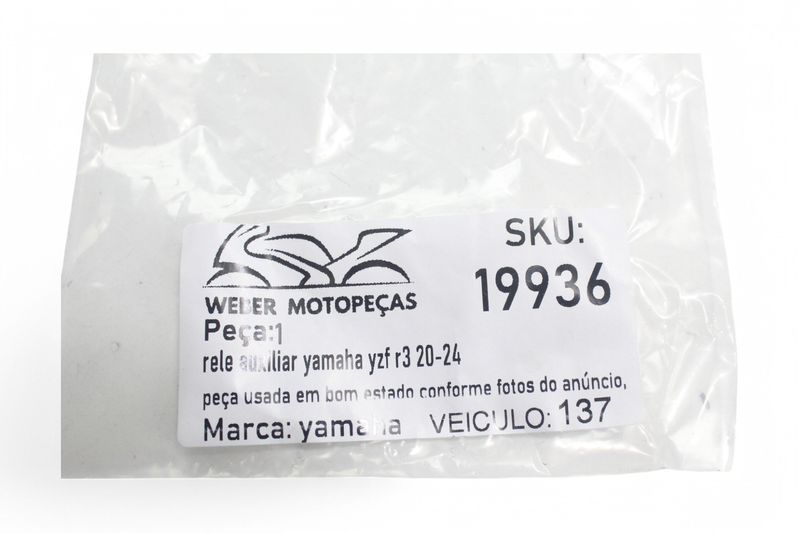 SKU:
19936
WEBER MOTOPEÇAS
Peça:1
rele auxiliar yamaha yzf r3 20-24
peça usada em bom estado conforme fotos do anúncio.
Marca: yamaha VEICULO: 137